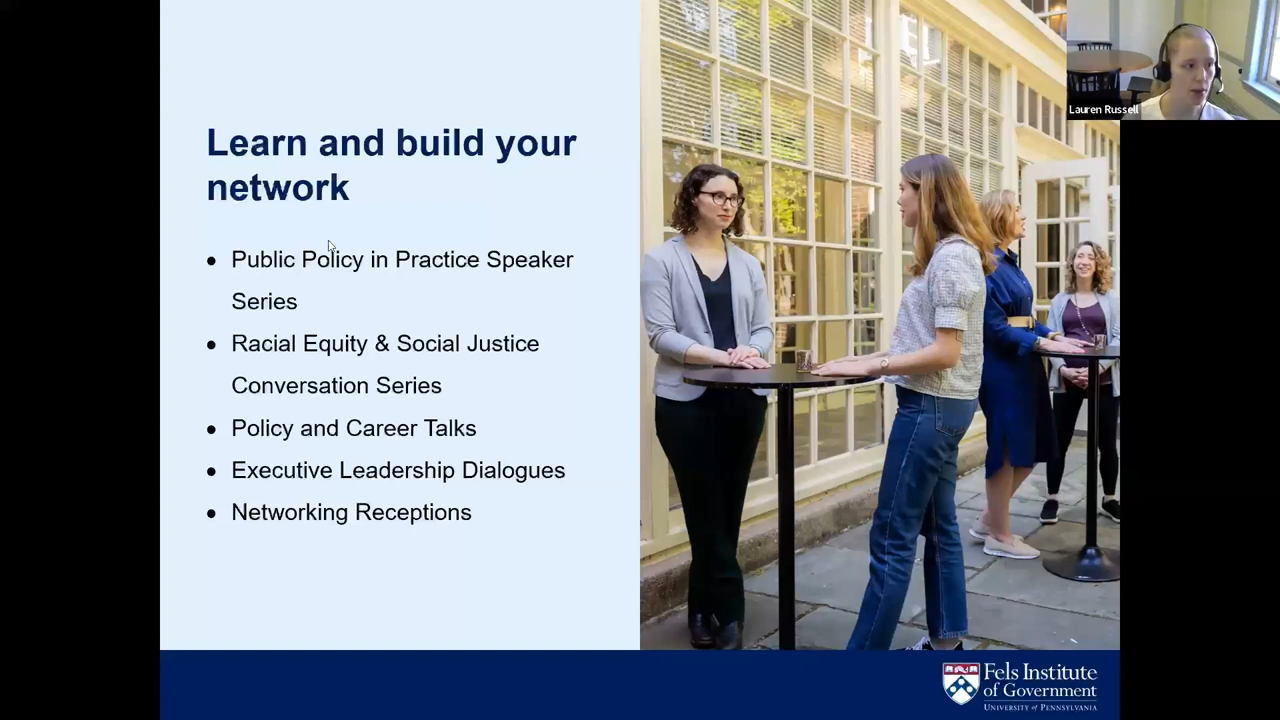 Learn and build your
network
• Public Policy in Practice Speaker
Series
• Racial Equity & Social Justice
Conversation Series
• Policy and Career Talks
• Executive Leadership Dialogues
• Networking Receptions
Lauren Russell
Fels Institute
of Government
UNIVERSITY of PENNSYLVANIA